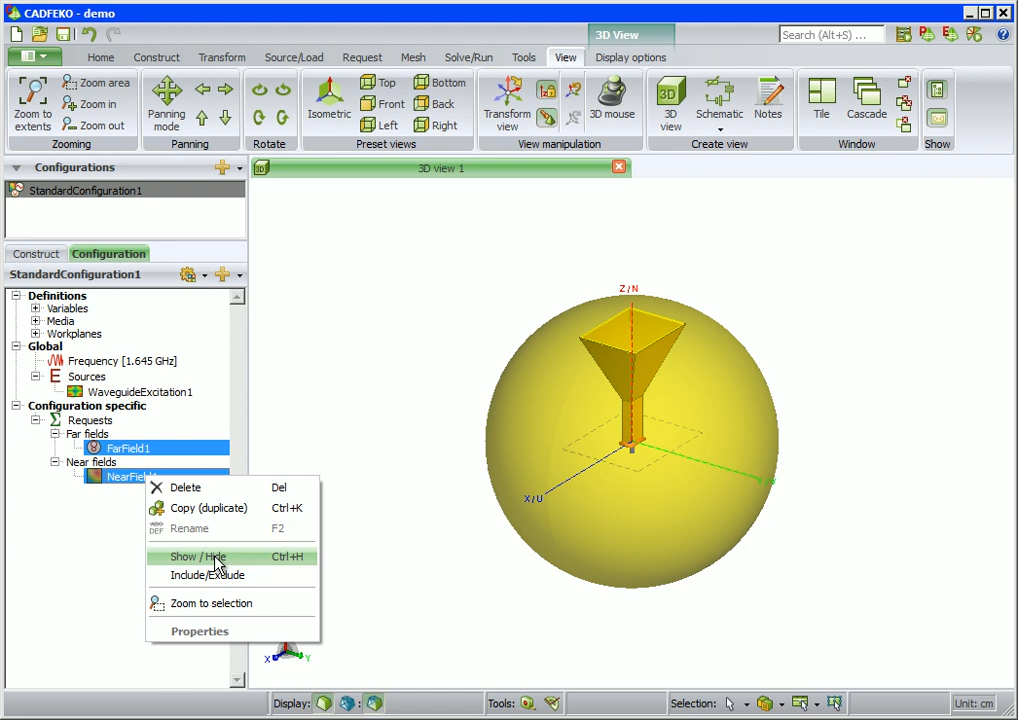 CADFEKO - demo
3D View
Search (Alt+S) ...
Home Construct Transform Source/Load Request Mesh Solve/Run Tools View Display options
Zoom to extents
Zoom area
Zoom in
Zoom out
Zooming
Panning mode
Panning
Rotate
Isometric
Top
Front
Left
Bottom
Back
Right
Preset views
Transform view
3D mouse
View manipulation
3D view
Schematic
Notes
Create view
Tile
Cascade
Window
Show
Configurations
StandardConfiguration1
3D view 1
Construct Configuration
StandardConfiguration1
Definitions
Variables
Media
Workplanes
Global
Frequency [1.645 GHz]
Sources
WaveguideExcitation1
Configuration specific
Requests
Far fields
FarField1
Near fields
Delete Del
Copy (duplicate) Ctrl+K
Rename F2
Show / Hide Ctrl+H
Include/Exclude
Zoom to selection
Properties
Z/N
X/U
X
Y
Display:
Tools:
Selection:
Unit: cm